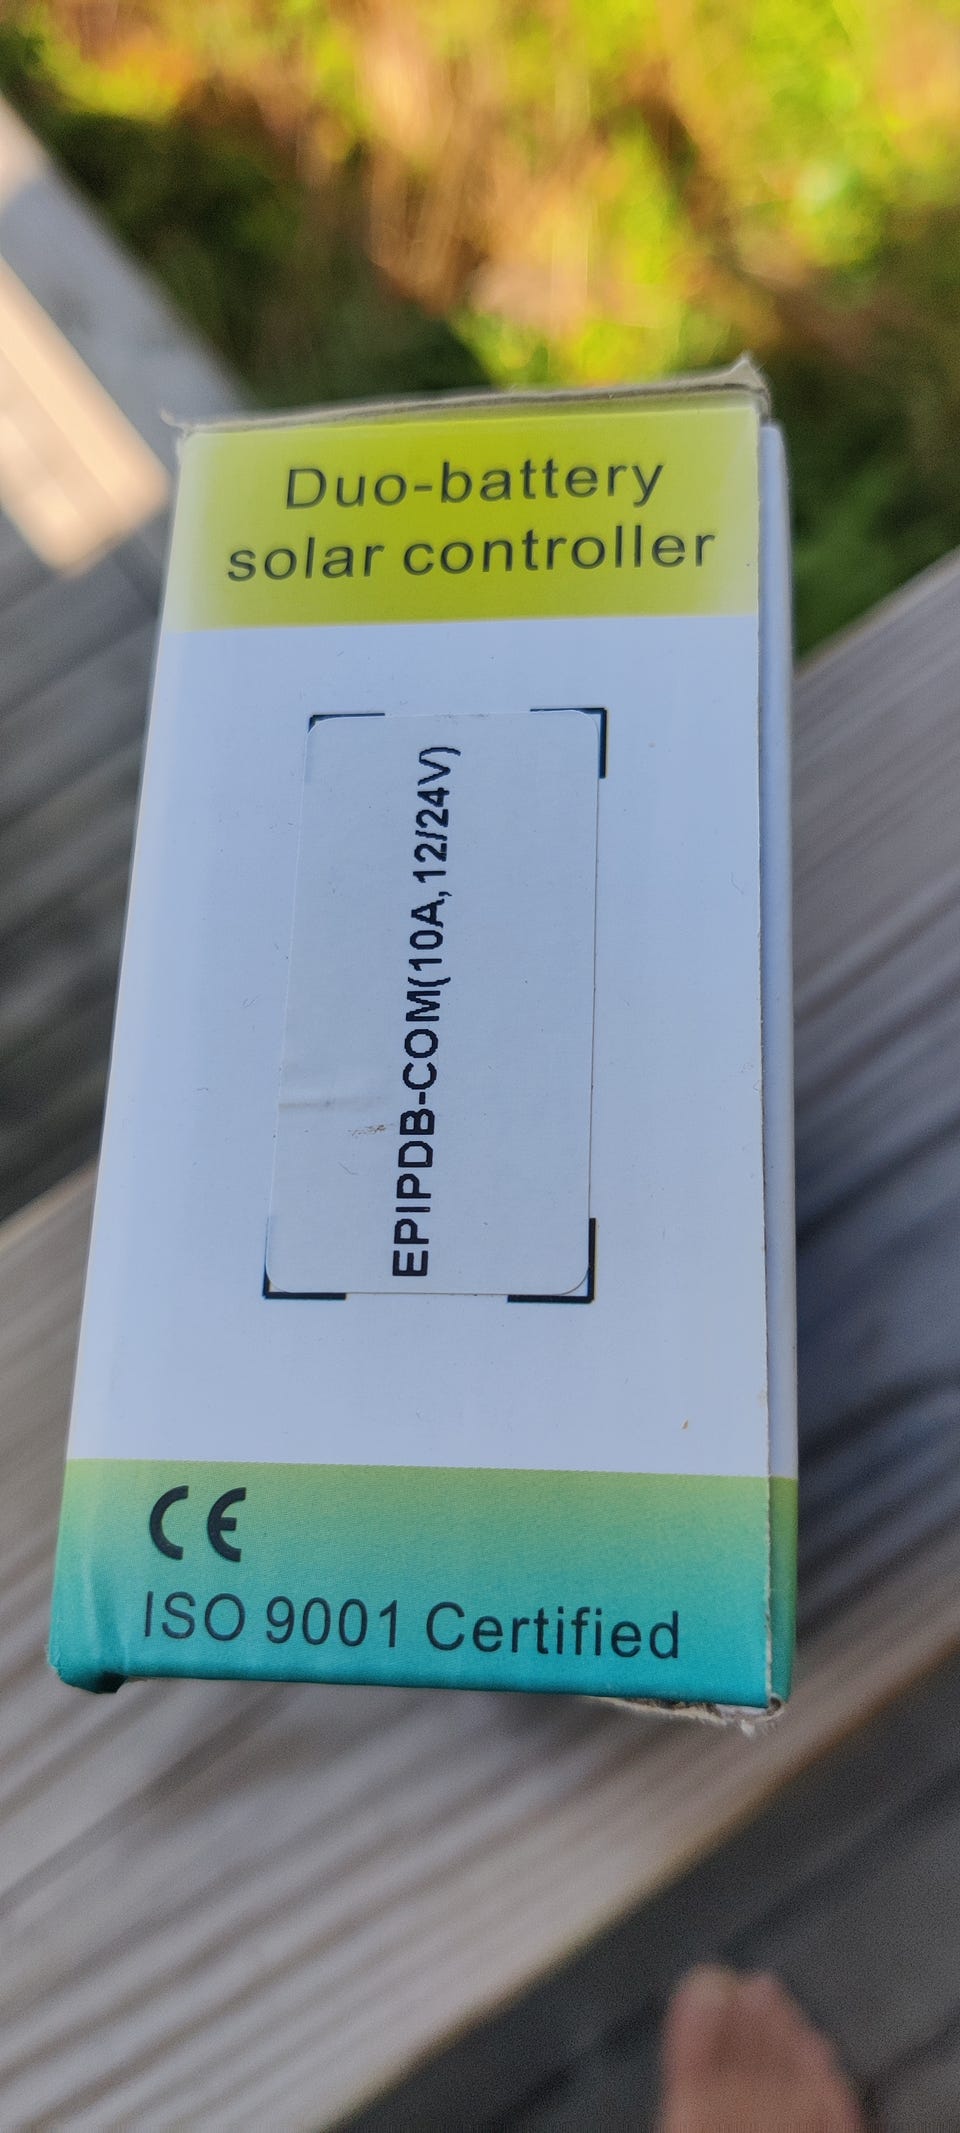 Duo-battery
solar controller
EPIPDB-COM(10A,12/24V)
CE
ISO 9001 Certified